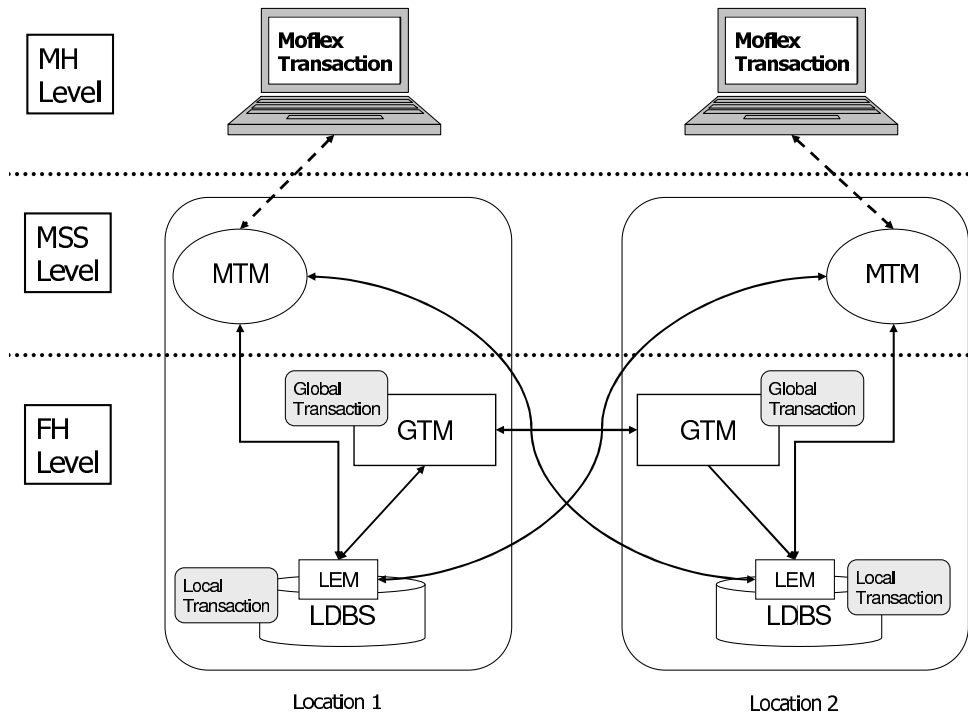 MH
Level
Moflex
Transaction
Moflex
Transaction
MSS
Level
MTM
MTM
FH
Level
Global
Transaction
GTM
GTM
Global
Transaction
Local
Transaction
LEM
LDBS
LEM
LDBS
Local
Transaction
Location 1
Location 2